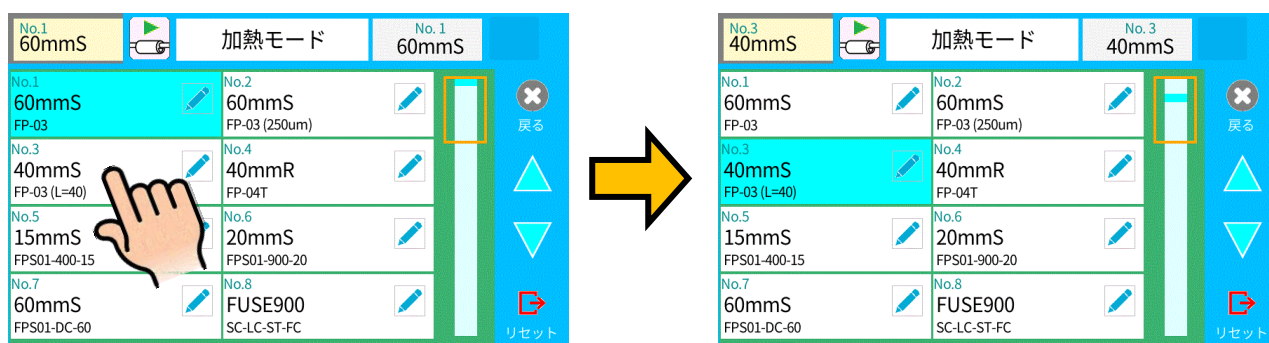 No.1
60mmS
加熱モード
No. 1
60mmS
No.1
60mmS
FP-03
No.2
60mmS
FP-03 (250um)
戻る
No.3
40mmS
FP-03 (L=40)
No.4
40mmR
FP-04T
No.5
15mmS
FPS01-400-15
No.6
20mmS
FPS01-900-20
No.7
60mmS
FPS01-DC-60
No.8
FUSE900
SC-LC-ST-FC
リセット
No.3
40mmS
加熱モード
No. 3
40mmS
No.1
60mmS
FP-03
No.2
60mmS
FP-03 (250um)
戻る
No.3
40mmS
FP-03 (L=40)
No.4
40mmR
FP-04T
No.5
15mmS
FPS01-400-15
No.6
20mmS
FPS01-900-20
No.7
60mmS
FPS01-DC-60
No.8
FUSE900
SC-LC-ST-FC
リセット